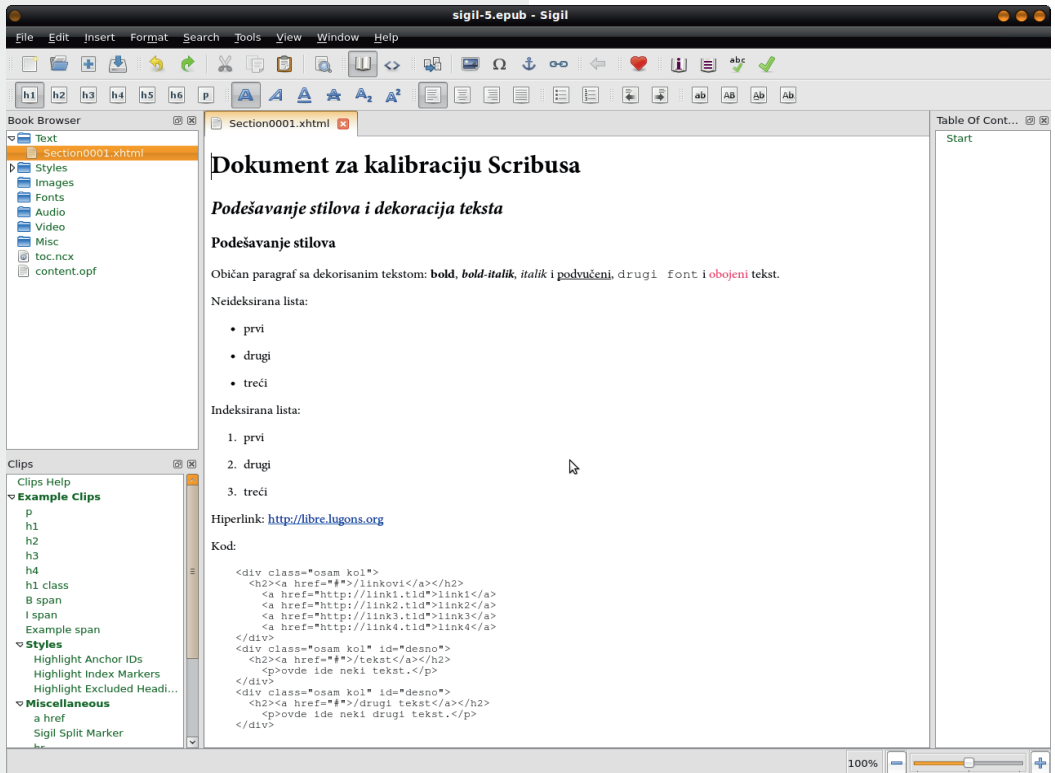 sigil-5.epub - Sigil
File Edit Insert Format Search Tools View Window Help
abc
h1 h2 h3 h4 h5 h6 P A A A A A₂ A² ab AB Ab Ab
Book Browser
Text
Section0001.xhtml
Styles
Images
Fonts
Audio
Video
Misc
toc.ncx
content.opf
Clips
Clips Help
Example Clips
p
h1
h2
h3
h4
h1 class
B span
I span
Example span
Styles
Highlight Anchor IDs
Highlight Index Markers
Highlight Excluded Headi...
Miscellaneous
a href
Sigil Split Marker
Section0001.xhtml
Dokument za kalibraciju Scribusa
Podešavanje stilova i dekoracija teksta
Podešavanje stilova
Običan paragraf sa dekorisanim tekstom: bold, bold-italik, italik i podvučeni, drugi font i obojeni tekst.
Neideksirana lista:
• prvi
• drugi
• treći
Indeksirana lista:
1. prvi
2. drugi
3. treći
Hiperlink: http://libre.lugons.org
Kod:
<div class="osam kol">
<h2><a href="#">/linkovi</a></h2>
<a href="http://link1.tld">link1</a>
<a href="http://link2.tld">link2</a>
<a href="http://link3.tld">link3</a>
<a href="http://link4.tld">link4</a>
</div>
<div class="osam kol" id="desno">
<h2><a href="#">/tekst</a></h2>
<p>ovde ide neki tekst.</p>
</div>
<div class="osam kol" id="desno">
<h2><a href="#">/drugi tekst</a></h2>
<p>ovde ide neki drugi tekst.</p>
</div>
Table Of Cont...
Start
100%